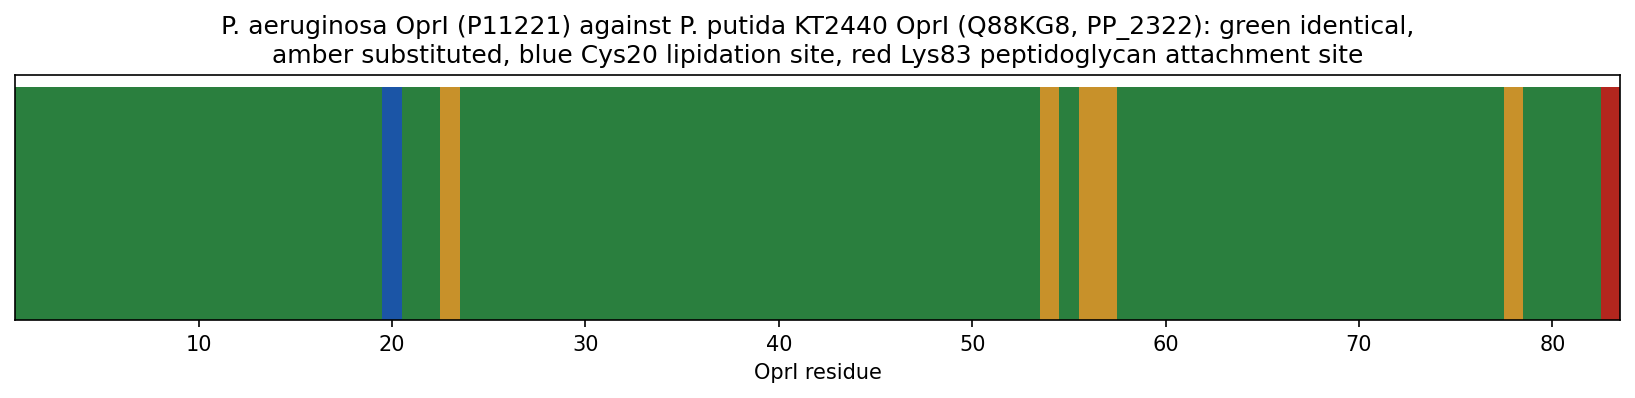 P. aeruginosa OprI (P11221) against P. putida KT2440 OprI (Q88KG8, PP_2322): green identical,
amber substituted, blue Cys20 lipidation site, red Lys83 peptidoglycan attachment site
10 20 30 40 50 60 70 80
OprI residue